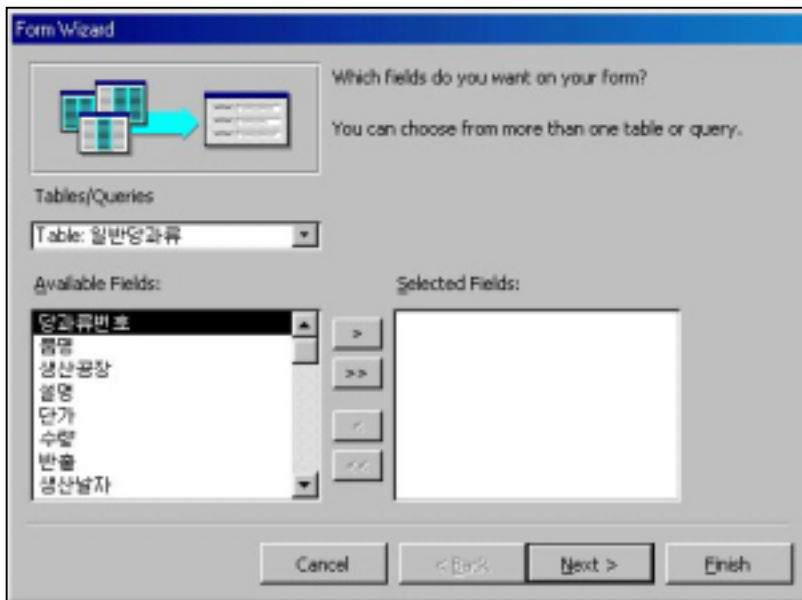 Form Wizard
Which fields do you want on your form?
You can choose from more than one table or query.
Tables/Queries
Table: 일반당과류
Available Fields:
Selected Fields:
당과류번호
품명
생산공장
설명
단가
수량
반출
생산날자
>
>>
<
<<
Cancel
< Back
Next >
Finish